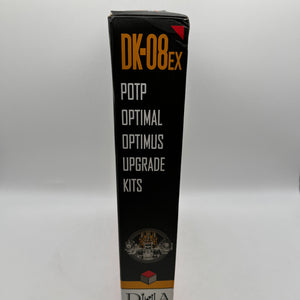 DK-08EX
POTP
OPTIMAL
OPTIMUS
UPGRADE
KITS